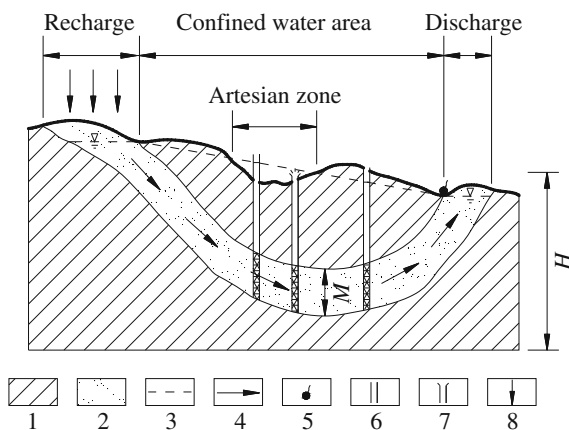 Recharge Confined water area Discharge
Artesian zone
M
H
1 2 3 4 5 6 7 8